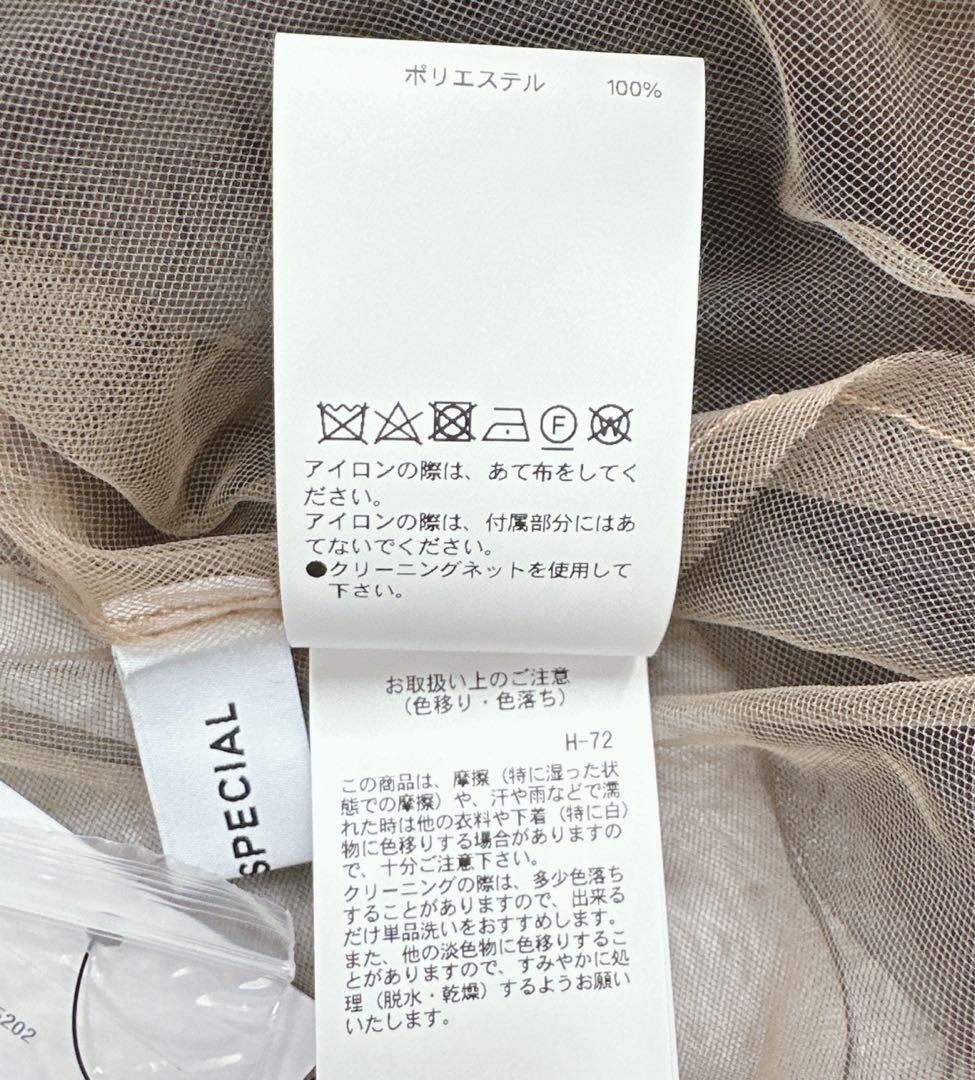 ポリエステル 100%
F
W
アイロンの際は、あて布をしてく
ださい。
アイロンの際は、付属部分にはあ
てないでください。
●クリーニングネットを使用して
下さい。
お取扱い上のご注意
(色移り・色落ち)
H-72
この商品は、摩擦(特に湿った状
態での摩擦)や、汗や雨などで濡
れた時は他の衣料や下着(特に白)
物に色移りする場合がありますの
で、十分ご注意下さい。
クリーニングの際は、多少色落ち
することがありますので、出来る
だけ単品洗いをおすすめします。
また、他の淡色物に色移りするこ
とがありますので、すみやかに処
理(脱水・乾燥)するようお願い
いたします。
SPECIAL
5202